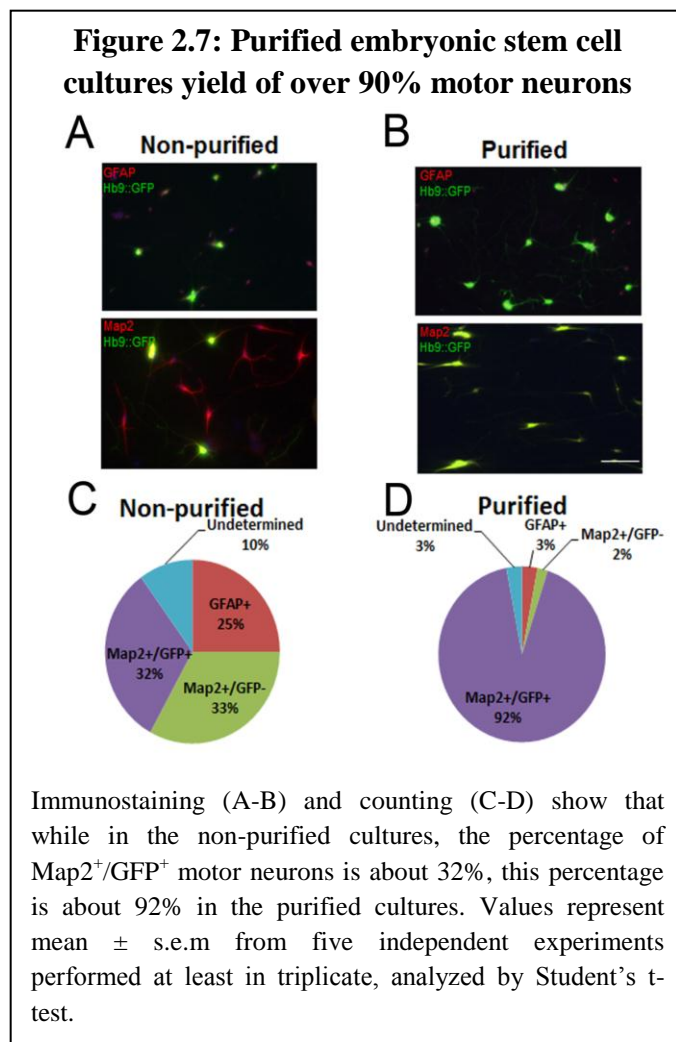 Figure 2.7: Purified embryonic stem cell
cultures yield of over 90% motor neurons
A
Non-purified
GFAP
Hb9::GFP
Map2
Hb9::GFP
B
Purified
GFAP
Hb9::GFP
Map2
Hb9::GFP
C
Non-purified
Undetermined
10%
GFAP+
25%
Map2+/GFP+
32%
Map2+/GFP-
33%
D
Purified
Undetermined
3%
GFAP+
3%
Map2+/GFP-
2%
Map2+/GFP+
92%
Immunostaining (A-B) and counting (C-D) show that
while in the non-purified cultures, the percentage of
Map2⁺/GFP⁺ motor neurons is about 32%, this percentage
is about 92% in the purified cultures. Values represent
mean ± s.e.m from five independent experiments
performed at least in triplicate, analyzed by Student’s t-
test.